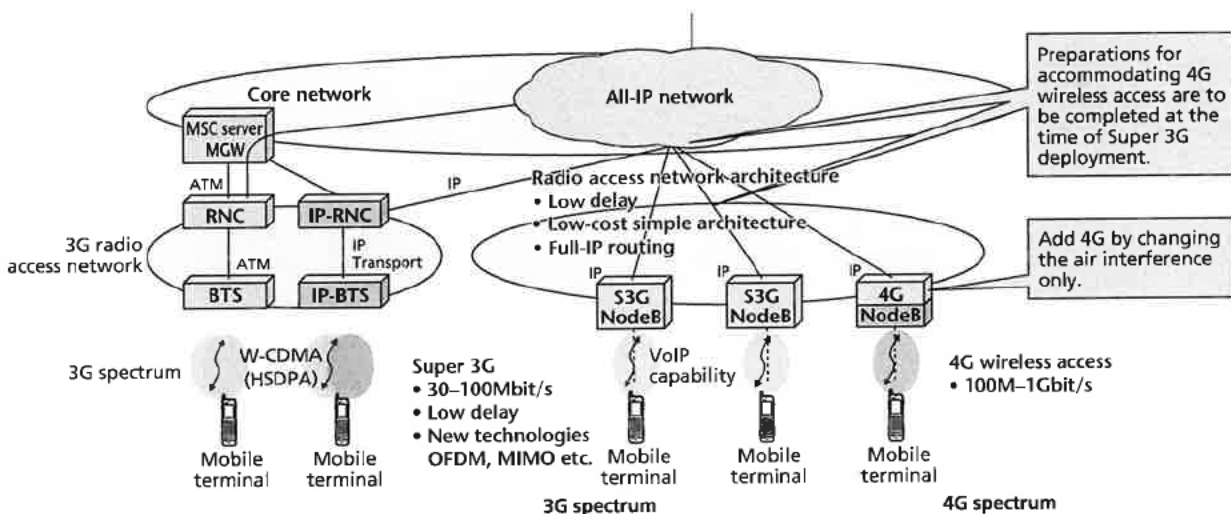 Core network
All-IP network
Preparations for
accommodating 4G
wireless access are to
be completed at the
time of Super 3G
deployment.
MSC server
MGW
ATM
IP
RNC
IP-RNC
Radio access network architecture
• Low delay
• Low-cost simple architecture
• Full-IP routing
3G radio
access network
ATM
IP
Transport
BTS
IP-BTS
IP
IP
IP
S3G
NodeB
S3G
NodeB
4G
NodeB
Add 4G by changing
the air interference
only.
3G spectrum
W-CDMA
(HSDPA)
Super 3G
• 30–100Mbit/s
• Low delay
• New technologies
OFDM, MIMO etc.
VoIP
capability
4G wireless access
• 100M–1Gbit/s
Mobile
terminal
Mobile
terminal
Mobile
terminal
Mobile
terminal
Mobile
terminal
3G spectrum
4G spectrum